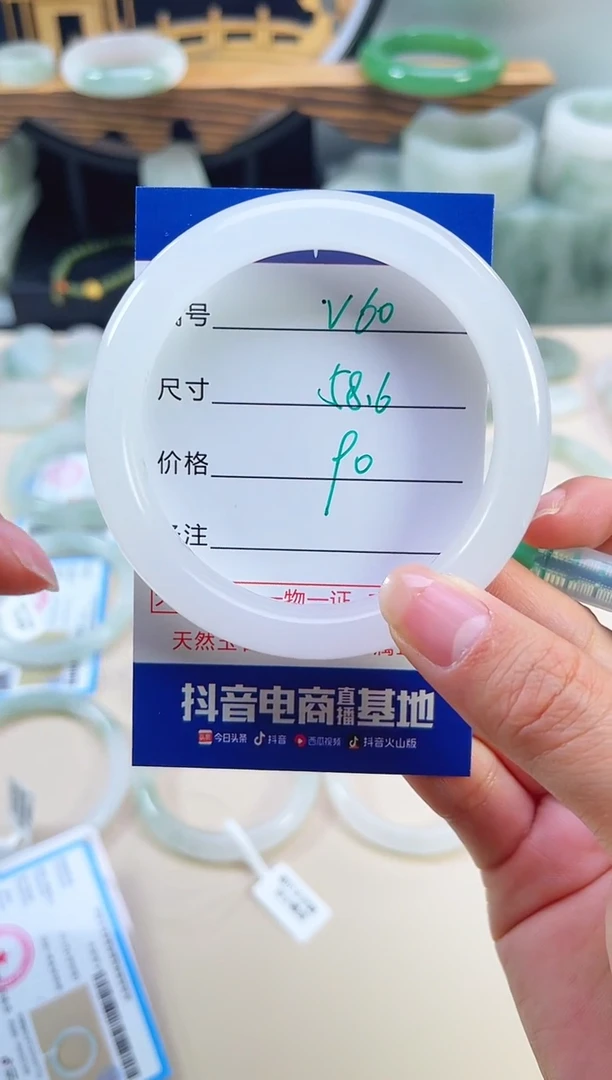 号 V60
尺寸 58.6
价格 90
注
一物一证
天然玉
抖音电商直播基地
今日头条 抖音 西瓜视频 抖音火山版